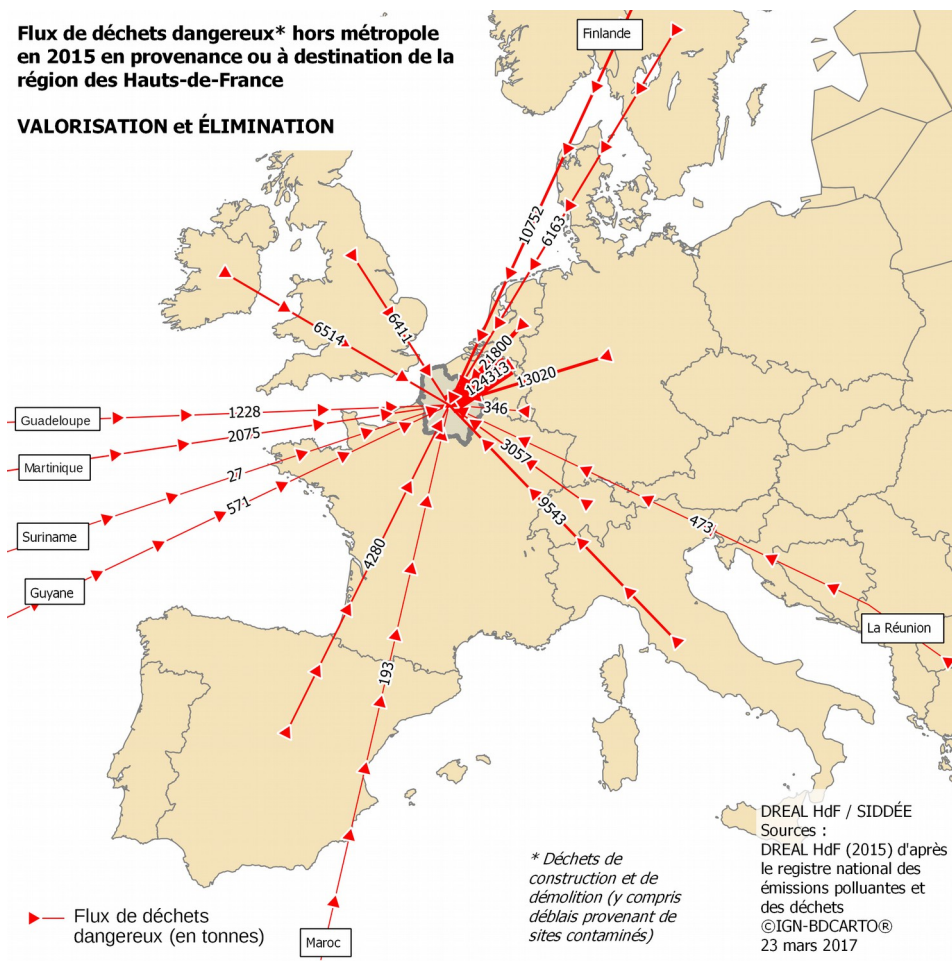 Flux de déchets dangereux* hors métropole
en 2015 en provenance ou à destination de la
région des Hauts-de-France
VALORISATION et ÉLIMINATION
Finlande
10752
6163
6514
6411
21800
124313
13020
Guadeloupe
1228
346
Martinique
2075
3057
27
571
9543
473
Suriname
4280
Guyane
La Réunion
193
Flux de déchets
dangereux (en tonnes)
Maroc
* Déchets de
construction et de
démolition (y compris
déblais provenant de
sites contaminés)
DREAL HdF / SIDDÉE
Sources :
DREAL HdF (2015) d'après
le registre national des
émissions polluantes et
des déchets
©IGN-BDCARTO®
23 mars 2017